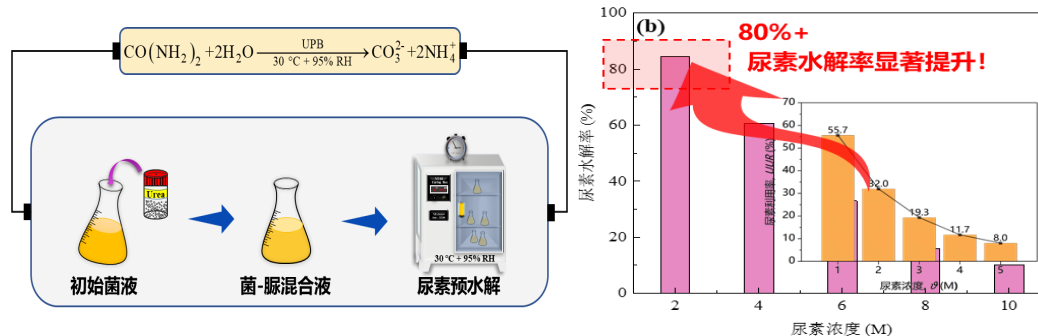 CO(NH₂)₂+2H₂O UPB 30 °C + 95% RH CO₃²⁻+2NH₄⁺
Urea
30 °C + 95% RH
初始菌液
菌-脲混合液
尿素预水解
(b)
80%+
尿素水解率显著提升!
尿素水解率 (%)
100
80
60
40
20
0
2
4
6
8
10
尿素浓度 (M)
尿素利用率, UUR (%)
70
60
50
40
30
20
10
0
55.7
32.0
19.3
11.7
8.0
1
2
3
4
5
尿素浓度, θ (M)